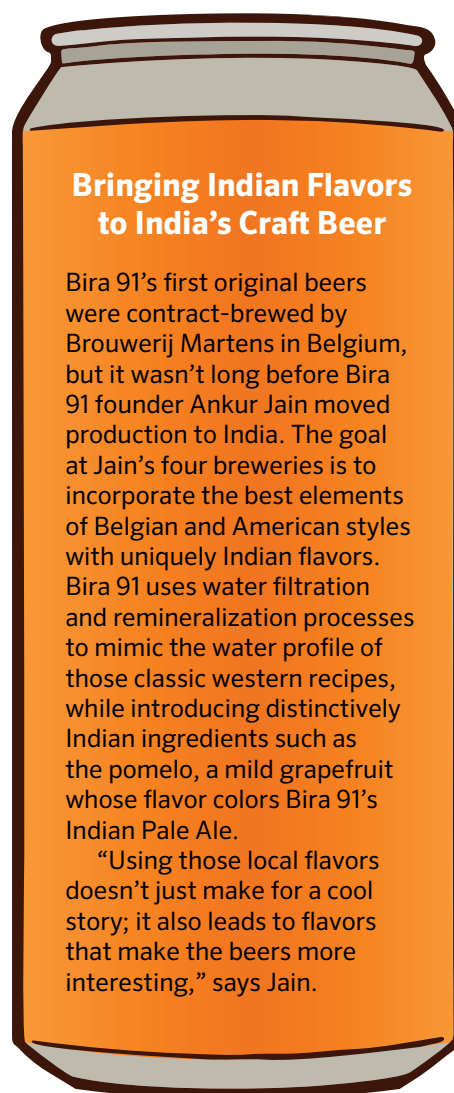 Bringing Indian Flavors
to India’s Craft Beer
Bira 91’s first original beers
were contract-brewed by
Brouwerij Martens in Belgium,
but it wasn’t long before Bira
91 founder Ankur Jain moved
production to India. The goal
at Jain’s four breweries is to
incorporate the best elements
of Belgian and American styles
with uniquely Indian flavors.
Bira 91 uses water filtration
and remineralization processes
to mimic the water profile of
those classic western recipes,
while introducing distinctively
Indian ingredients such as
the pomelo, a mild grapefruit
whose flavor colors Bira 91’s
Indian Pale Ale.
“Using those local flavors
doesn’t just make for a cool
story; it also leads to flavors
that make the beers more
interesting,” says Jain.